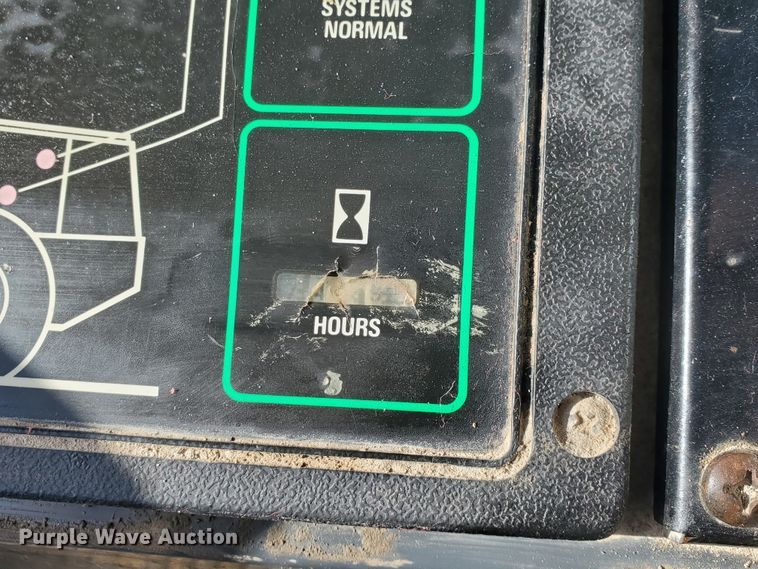 SYSTEMS
NORMAL
HOURS
Purple Wave Auction